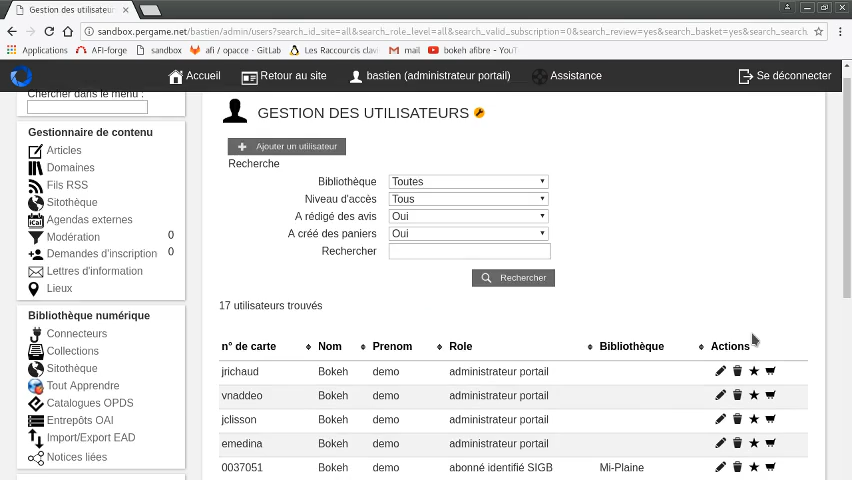 Gestion des utilisateur
sandbox.pergame.net/bastien/admin/users?search_id_site=all&search_role_level=all&search_valid_subscription=0&search_review=yes&search_basket=yes&search_search
Applications AFI-forge sandbox afi / opacce - GitLab Les Raccourcis clavi mail bokeh afibre - YouT
Accueil Retour au site bastien (administrateur portail) Assistance Se déconnecter
Chercher dans le menu :
Gestionnaire de contenu
Articles
Domaines
Fils RSS
Sitothèque
Agendas externes
Modération 0
Demandes d'inscription 0
Lettres d'information
Lieux
Bibliothèque numérique
Connecteurs
Collections
Sitothèque
Tout Apprendre
Catalogues OPDS
Entrepôts OAI
Import/Export EAD
Notices liées
GESTION DES UTILISATEURS
Ajouter un utilisateur
Recherche
Bibliothèque Toutes
Niveau d'accès Tous
A rédigé des avis Oui
A créé des paniers Oui
Rechercher
Rechercher
17 utilisateurs trouvés
n° de carte Nom Prenom Role Bibliothèque Actions
jrichaud Bokeh demo administrateur portail
vnaddeo Bokeh demo administrateur portail
jclisson Bokeh demo administrateur portail
emedina Bokeh demo administrateur portail
0037051 Bokeh demo abonné identifié SIGB Mi-Plaine